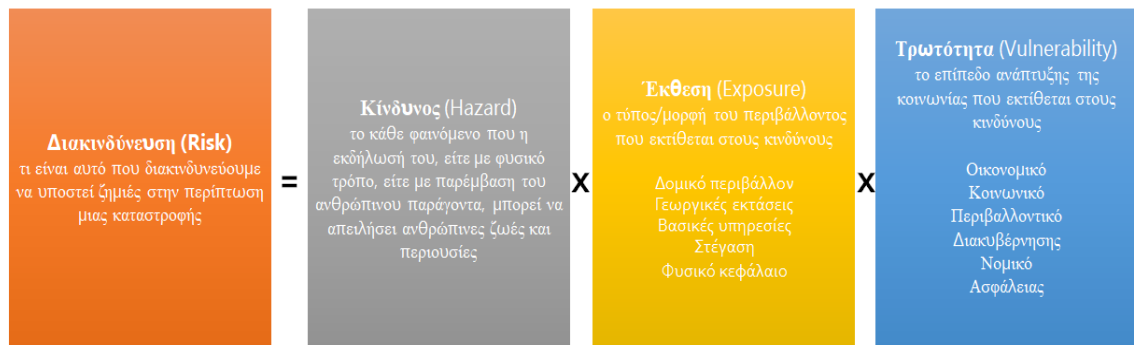 Διακινδύνευση (Risk)
τι είναι αυτό που διακινδυνεύουμε
να υποστεί ζημιές στην περίπτωση
μιας καταστροφής
=
Κίνδυνος (Hazard)
το κάθε φαινόμενο που η
εκδήλωσή του, είτε με φυσικό
τρόπο, είτε με παρέμβαση του
ανθρώπινου παράγοντα, μπορεί να
απειλήσει ανθρώπινες ζωές και
περιουσίες
X
Έκθεση (Exposure)
ο τύπος/μορφή του περιβάλλοντος
που εκτίθεται στους κινδύνους
Δομικό περιβάλλον
Γεωργικές εκτάσεις
Βασικές υπηρεσίες
Στέγαση
Φυσικό κεφάλαιο
X
Τρωτότητα (Vulnerability)
το επίπεδο ανάπτυξης της
κοινωνίας που εκτίθεται στους
κινδύνους
Οικονομικό
Κοινωνικό
Περιβαλλοντικό
Διακυβέρνησης
Νομικό
Ασφάλειας